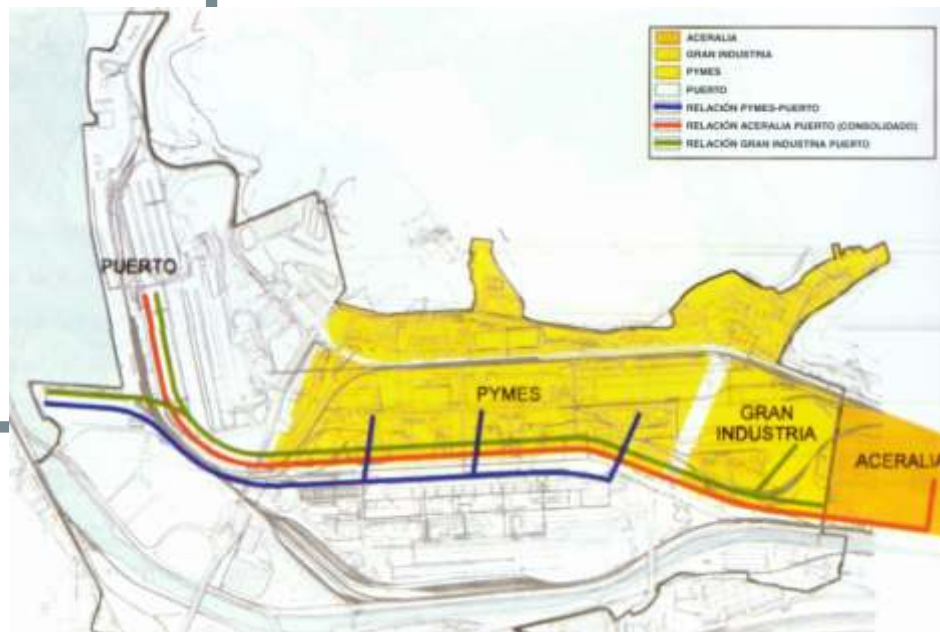 ACERALIA
GRAN INDUSTRIA
PYMES
PUERTO
RELACIÓN PYMES-PUERTO
RELACIÓN ACERALIA PUERTO (CONSOLIDADO)
RELACIÓN GRAN INDUSTRIA PUERTO
PUERTO
PYMES
GRAN
INDUSTRIA
ACERALIA